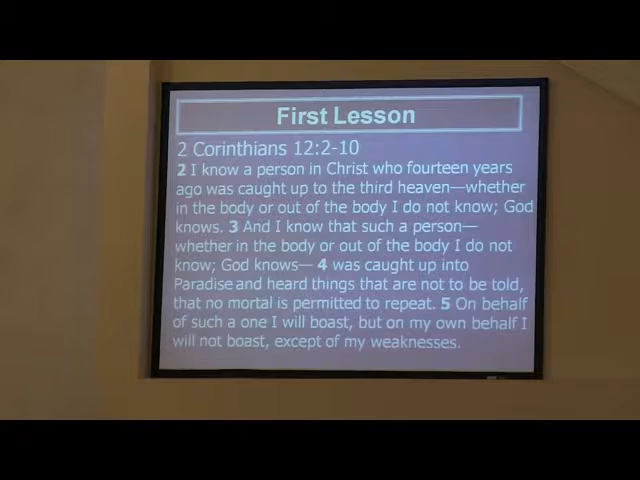 First Lesson
2 Corinthians 12:2-10
2 I know a person in Christ who fourteen years
ago was caught up to the third heaven—whether
in the body or out of the body I do not know; God
knows. 3 And I know that such a person—
whether in the body or out of the body I do not
know; God knows— 4 was caught up into
Paradise and heard things that are not to be told,
that no mortal is permitted to repeat. 5 On behalf
of such a one I will boast, but on my own behalf I
will not boast, except of my weaknesses.